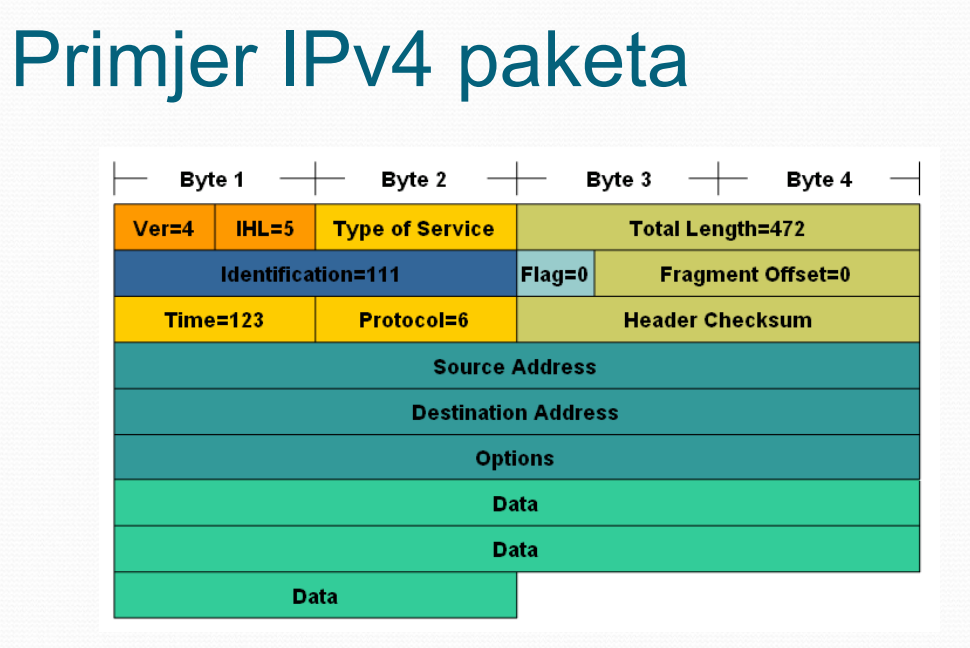 Primjer IPv4 paketa
Byte 1 Byte 2 Byte 3 Byte 4
Ver=4 IHL=5 Type of Service Total Length=472
Identification=111 Flag=0 Fragment Offset=0
Time=123 Protocol=6 Header Checksum
Source Address
Destination Address
Options
Data
Data
Data